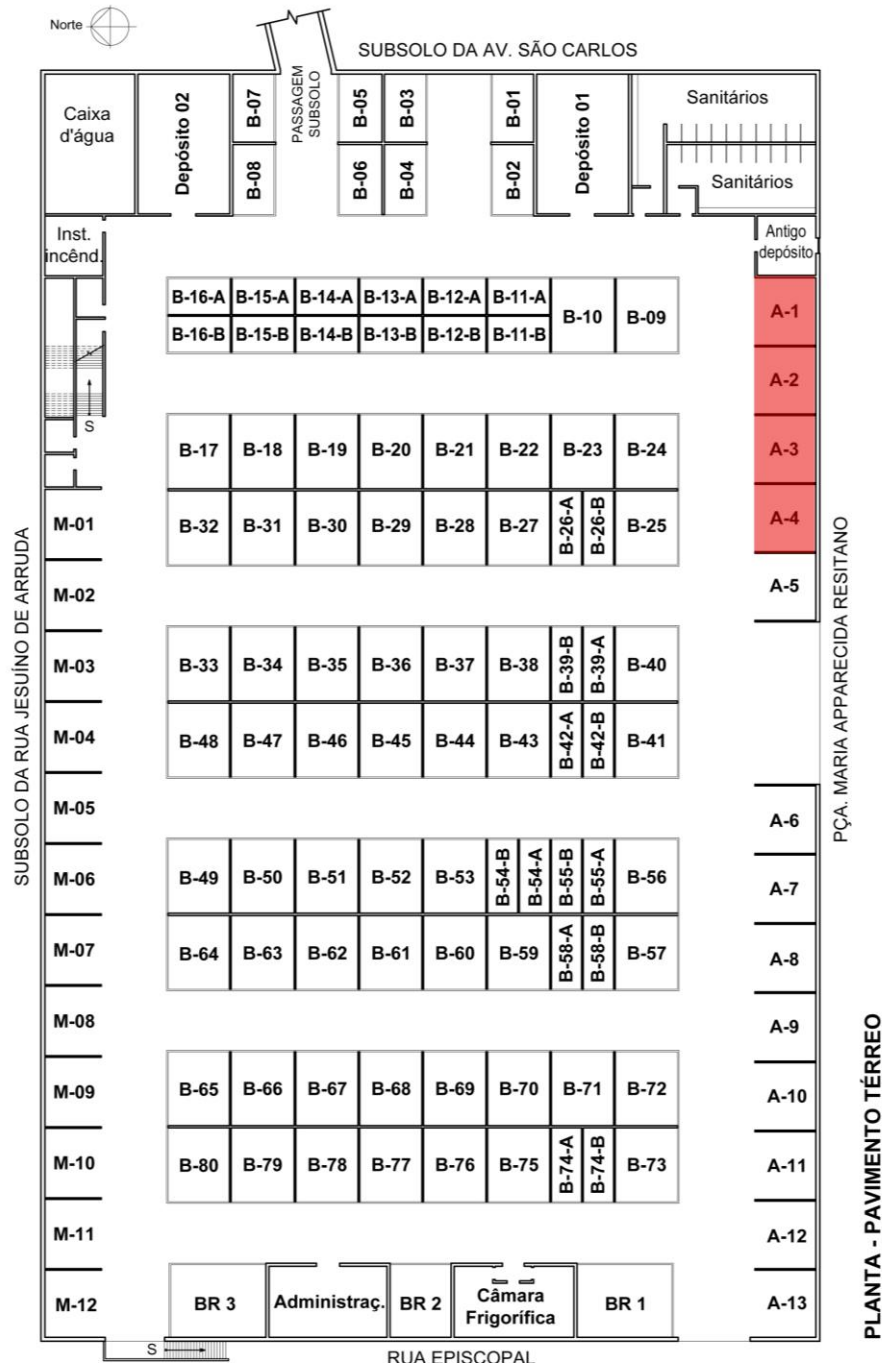 Norte
SUBSOLO DA AV. SÃO CARLOS
Caixa
d'água
Depósito 02
B-07
B-08
PASSAGEM
SUBSOLO
B-05
B-03
B-06
B-04
B-01
B-02
Depósito 01
Sanitários
Sanitários
Inst.
incênd.
Antigo
depósito
B-16-A B-15-A B-14-A B-13-A B-12-A B-11-A
B-16-B B-15-B B-14-B B-13-B B-12-B B-11-B
B-10 B-09
A-1
A-2
A-3
A-4
A-5
S
B-17 B-18 B-19 B-20 B-21 B-22 B-23 B-24
B-32 B-31 B-30 B-29 B-28 B-27 B-26-A B-26-B B-25
SUBSOLO DA RUA JESUÍNO DE ARRUDA
PÇA. MARIA APPARECIDA RESITANO
M-01
M-02
M-03
M-04
M-05
M-06
M-07
M-08
M-09
M-10
M-11
M-12
B-33 B-34 B-35 B-36 B-37 B-38 B-39-B B-39-A B-40
B-48 B-47 B-46 B-45 B-44 B-43 B-42-A B-42-B B-41
B-49 B-50 B-51 B-52 B-53 B-54-B B-54-A B-55-B B-55-A B-56
B-64 B-63 B-62 B-61 B-60 B-59 B-58-A B-58-B B-57
B-65 B-66 B-67 B-68 B-69 B-70 B-71 B-72
B-80 B-79 B-78 B-77 B-76 B-75 B-74-A B-74-B B-73
A-6
A-7
A-8
A-9
A-10
A-11
A-12
A-13
BR 3
Administraç.
BR 2
Câmara
Frigorífica
BR 1
S
RUA EPISCOPAL
PLANTA - PAVIMENTO TÉRREO